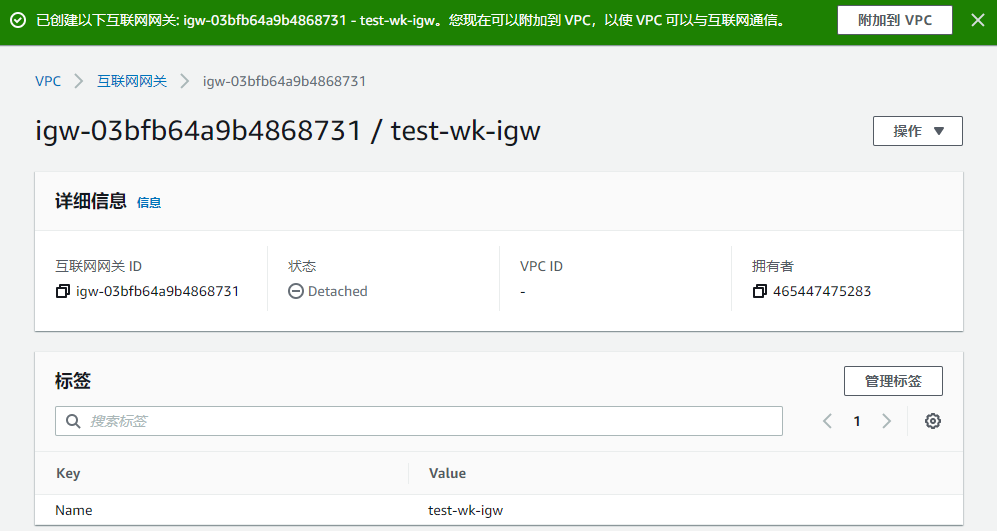 已创建以下互联网网关: igw-03bfb64a9b4868731 - test-wk-igw。您现在可以附加到 VPC，以使 VPC 可以与互联网通信。 附加到 VPC
VPC 互联网网关 igw-03bfb64a9b4868731
igw-03bfb64a9b4868731 / test-wk-igw 操作
详细信息 信息
互联网网关 ID 状态 VPC ID 拥有者
igw-03bfb64a9b4868731 Detached - 465447475283
标签 管理标签
搜索标签 1
Key Value
Name test-wk-igw